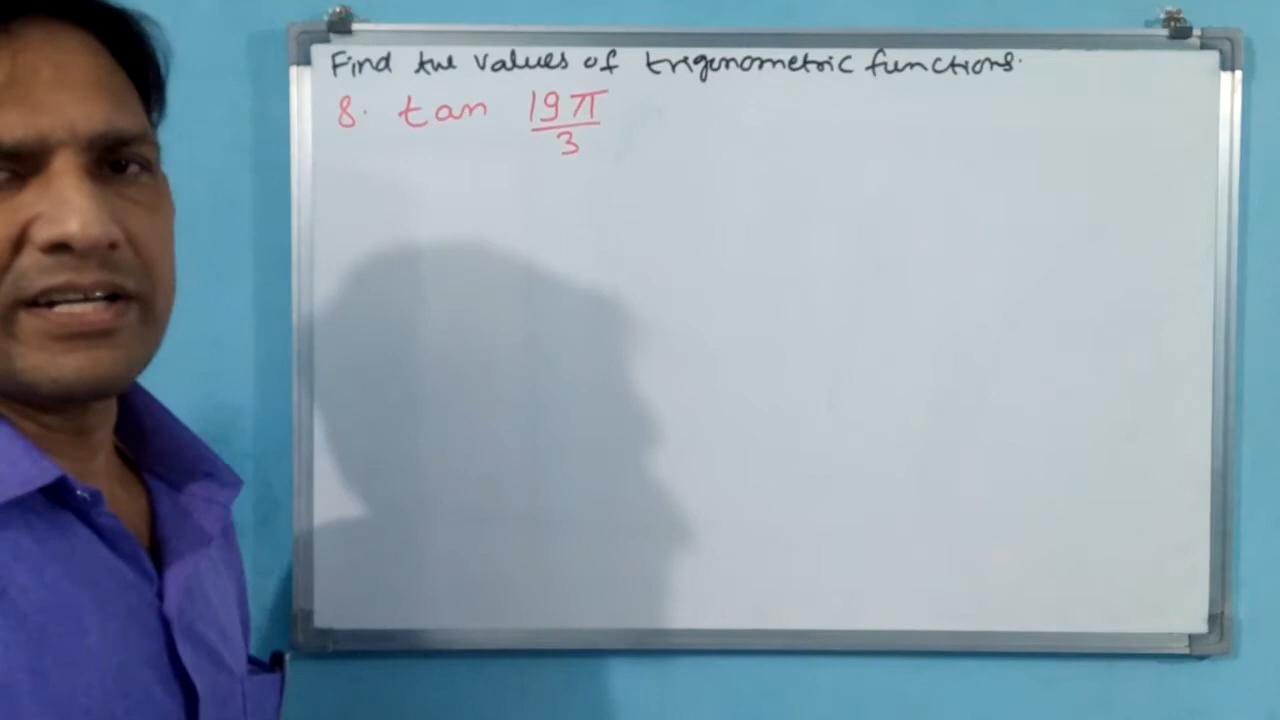 Find the values of trigonometric functions.
8. tan 19π/3